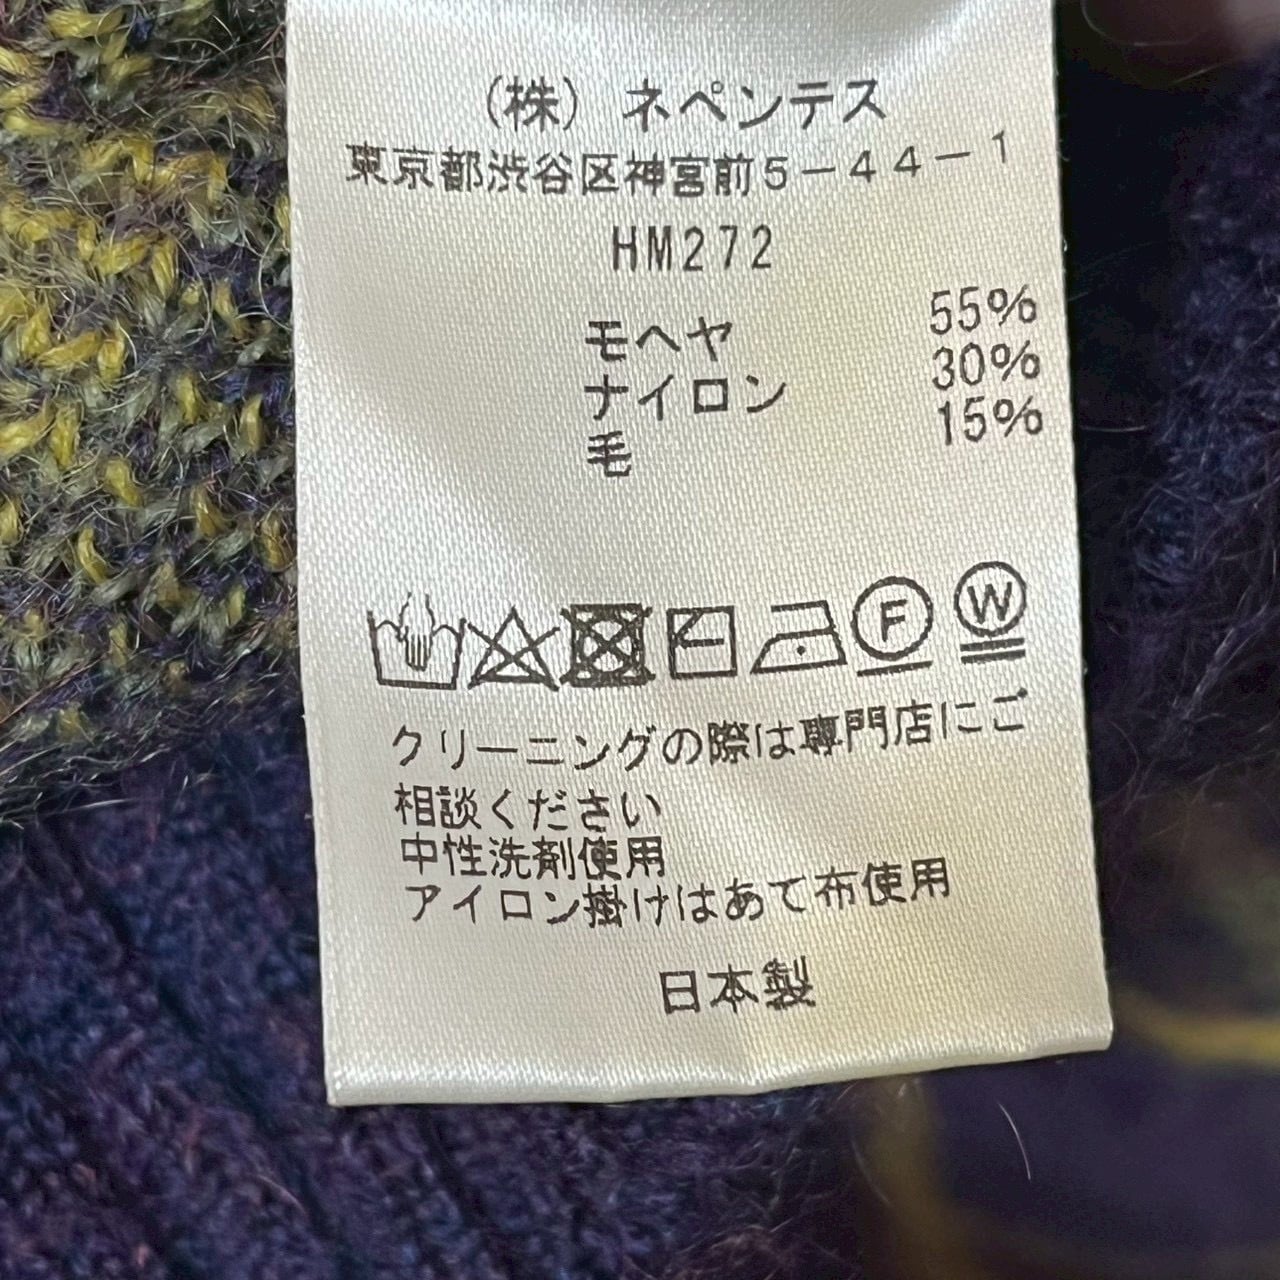 (株) ネペンテス
東京都渋谷区神宮前5-44-1
HM272
モヘヤ 55%
ナイロン 30%
毛 15%
F W
クリーニングの際は専門店にご
相談ください
中性洗剤使用
アイロン掛けはあて布使用
日本製